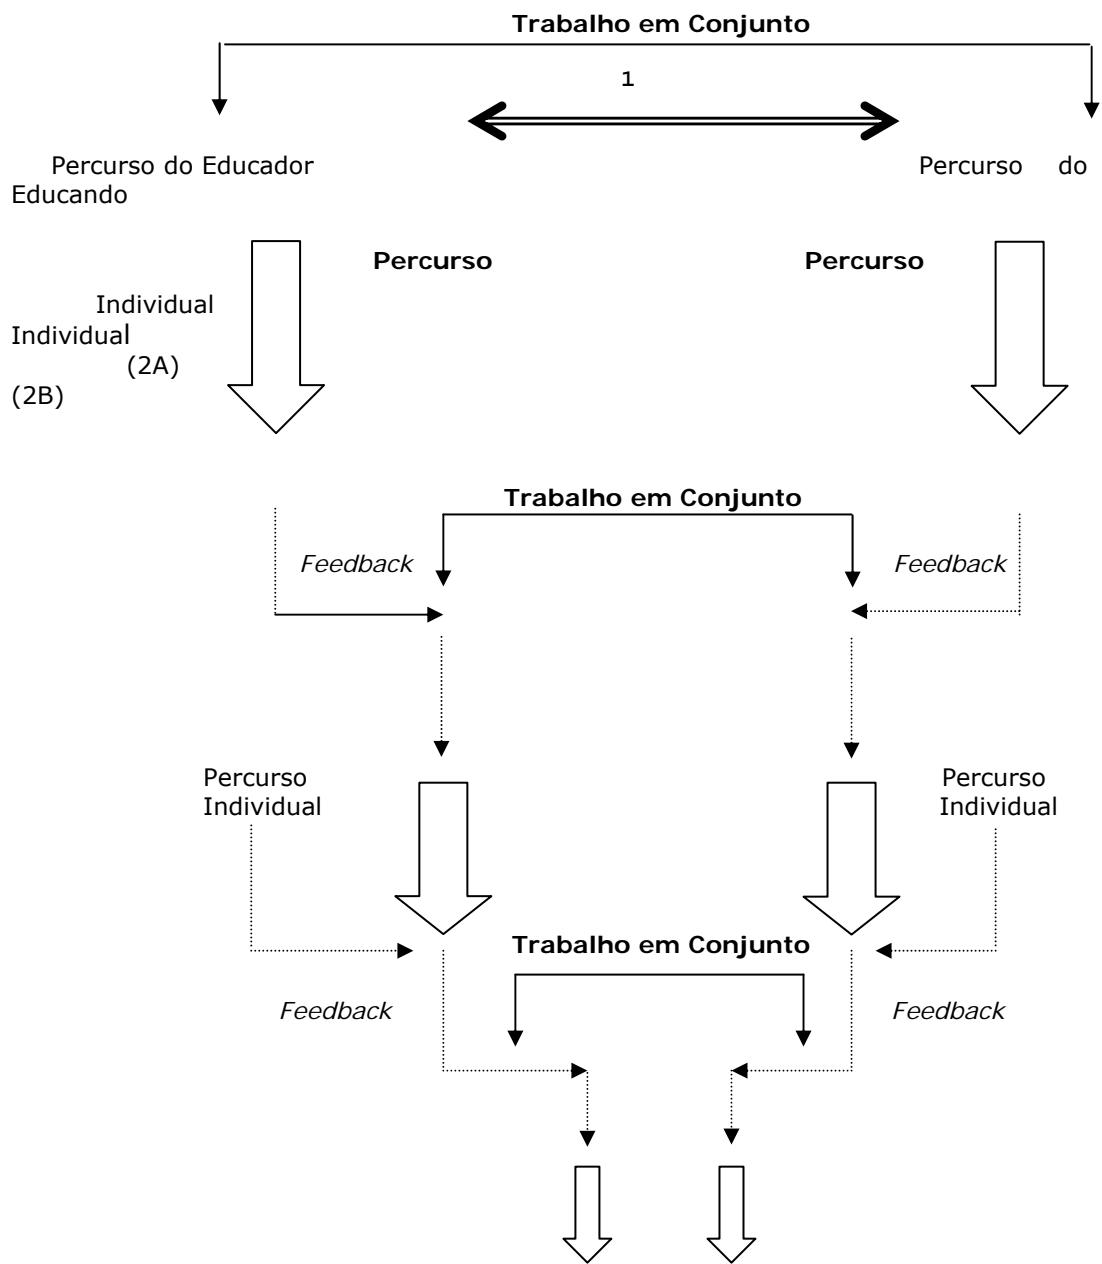 Trabalho em Conjunto
1
Percurso do Educador Percurso do
Educando
Percurso Percurso
Individual
Individual
(2A)
(2B)
Trabalho em Conjunto
Feedback Feedback
Percurso Percurso
Individual Individual
Trabalho em Conjunto
Feedback Feedback